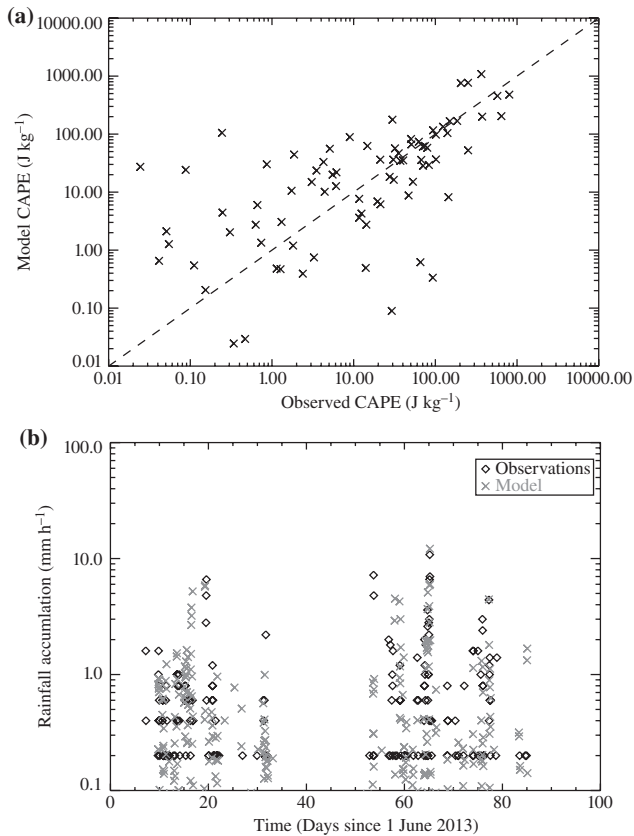 (a)
10000.00
1000.00
100.00
10.00
1.00
0.10
0.01
Model CAPE (J kg⁻¹)
0.01 0.10 1.00 10.00 100.00 1000.00 10000.00
Observed CAPE (J kg⁻¹)
(b)
100.0
10.0
1.0
0.1
Rainfall accumlation (mm h⁻¹)
Observations
Model
0 20 40 60 80 100
Time (Days since 1 June 2013)